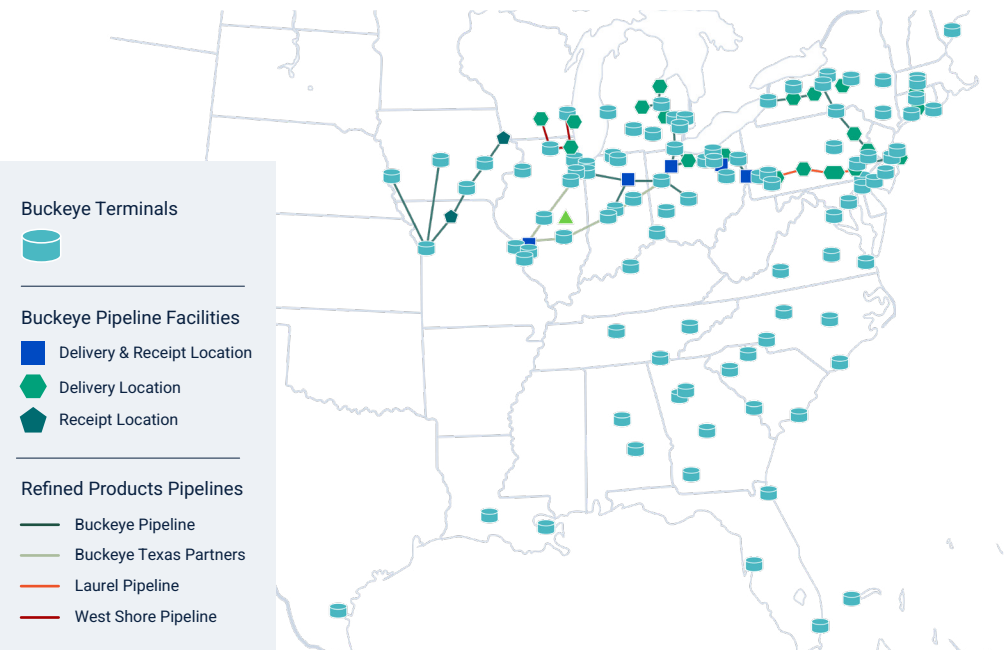 Buckeye Terminals
Buckeye Pipeline Facilities
Delivery & Receipt Location
Delivery Location
Receipt Location
Refined Products Pipelines
Buckeye Pipeline
Buckeye Texas Partners
Laurel Pipeline
West Shore Pipeline